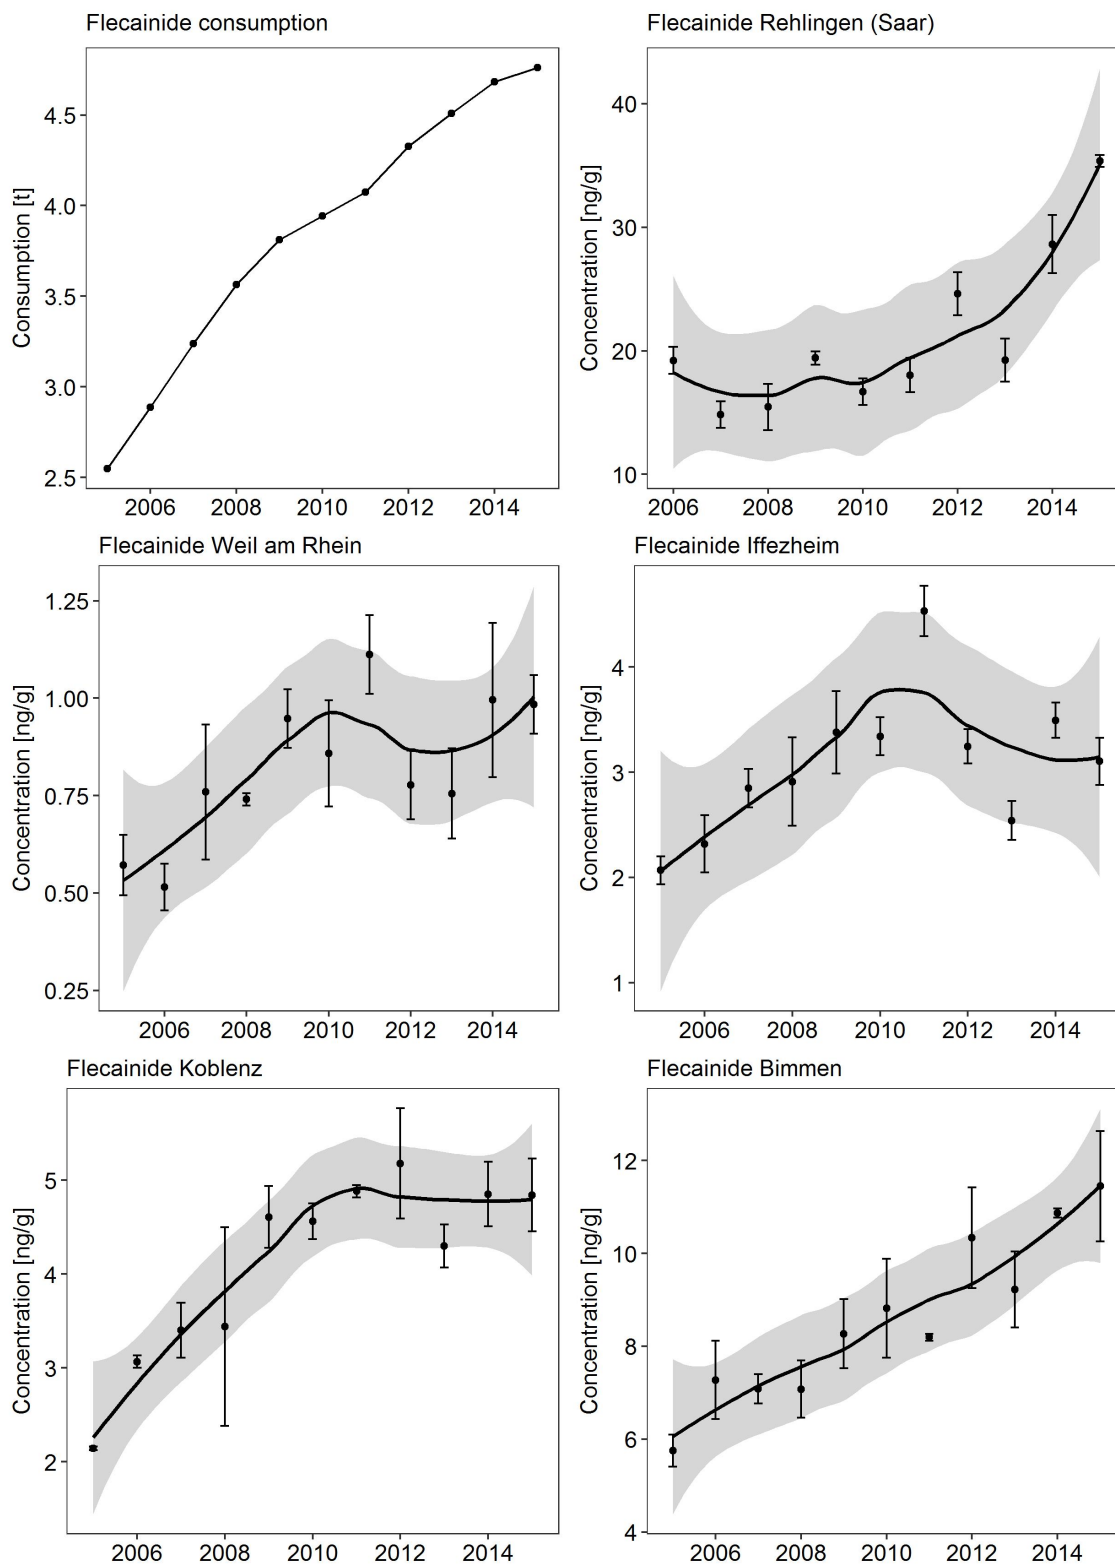 Flecainide consumption
Consumption [t]
4.5
4.0
3.5
3.0
2.5
2006 2008 2010 2012 2014
Flecainide Rehlingen (Saar)
Concentration [ng/g]
40
30
20
10
2006 2008 2010 2012 2014
Flecainide Weil am Rhein
Concentration [ng/g]
1.25
1.00
0.75
0.50
0.25
2006 2008 2010 2012 2014
Flecainide Iffezheim
Concentration [ng/g]
4
3
2
1
2006 2008 2010 2012 2014
Flecainide Koblenz
Concentration [ng/g]
5
4
3
2
2006 2008 2010 2012 2014
Flecainide Bimmen
Concentration [ng/g]
12
10
8
6
4
2006 2008 2010 2012 2014